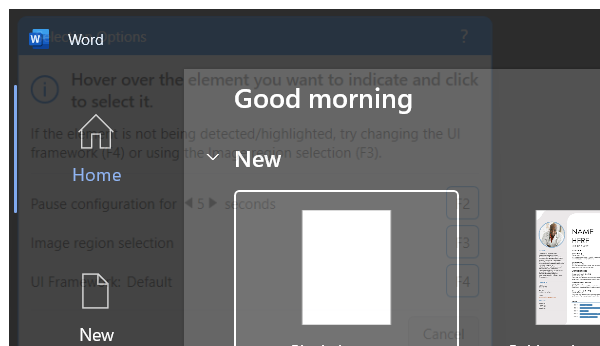 Word
Options
?
Hover over the element you want to indicate and click
to select it.
Good morning
If the element is not being detected/highlighted, try changing the UI
framework (F4) or using the Image region selection (F3).
Home
New
Pause configuration for 5 seconds
F2
Image region selection
F3
UI Framework: Default
F4
New
Cancel
NAME
HERE